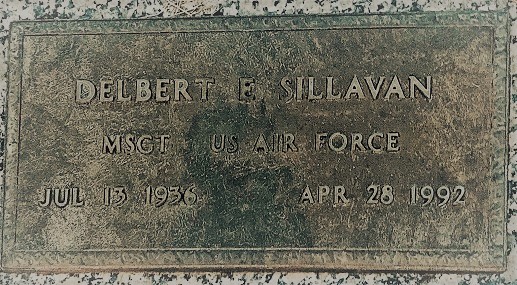 DELBERT E SILLAVAN
MSGT US AIR FORCE
JUL 13 1936 APR 28 1992